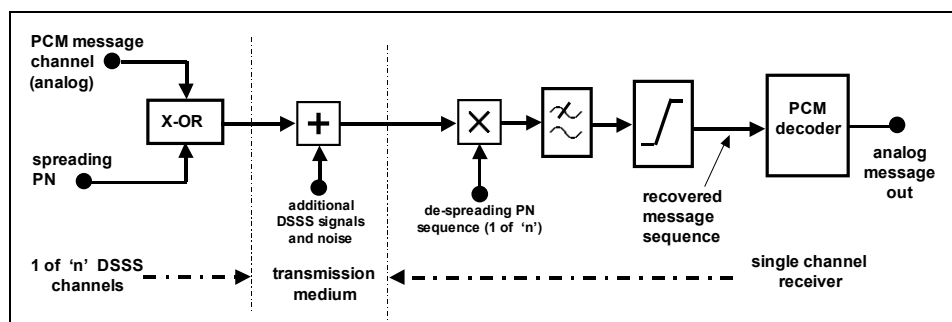 PCM message
channel
(analog)
X-OR
spreading
PN
+
additional
DSSS signals
and noise
×
de-spreading PN
sequence (1 of 'n')
recovered
message
sequence
PCM
decoder
analog
message
out
1 of 'n' DSSS
channels
transmission
medium
single channel
receiver